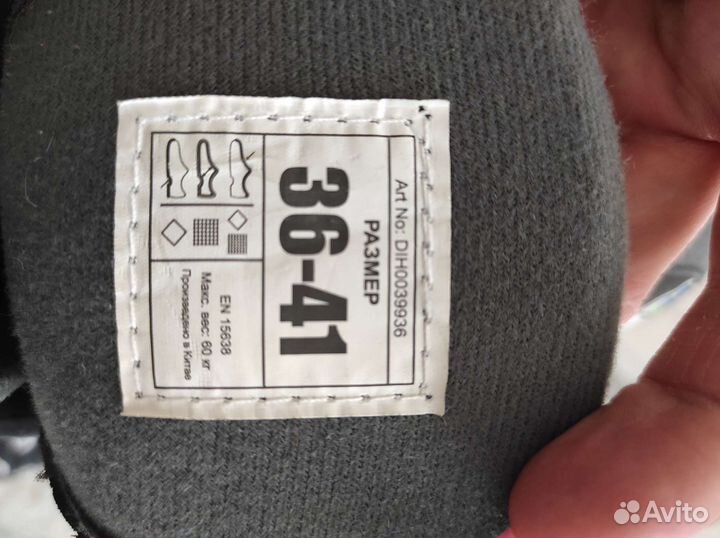 Art No: DIH0039936
РАЗМЕР
36-41
EN 15638
Макс. вес: 60 кг
Произведено в Китае
Avito